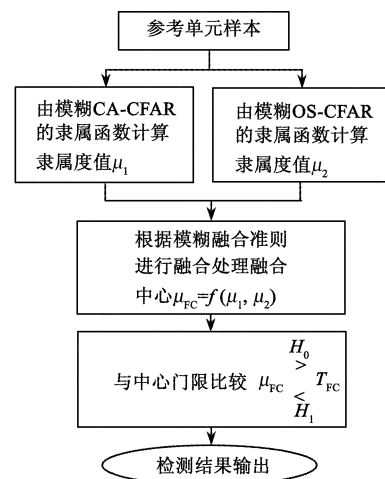 参考单元样本
由模糊CA-CFAR
的隶属函数计算
隶属度值μ₁
由模糊OS-CFAR
的隶属函数计算
隶属度值μ₂
根据模糊融合准则
进行融合处理融合
中心μFC=f(μ₁, μ₂)
H₀
>
与中心门限比较 μFC TFC
<
H₁
检测结果输出